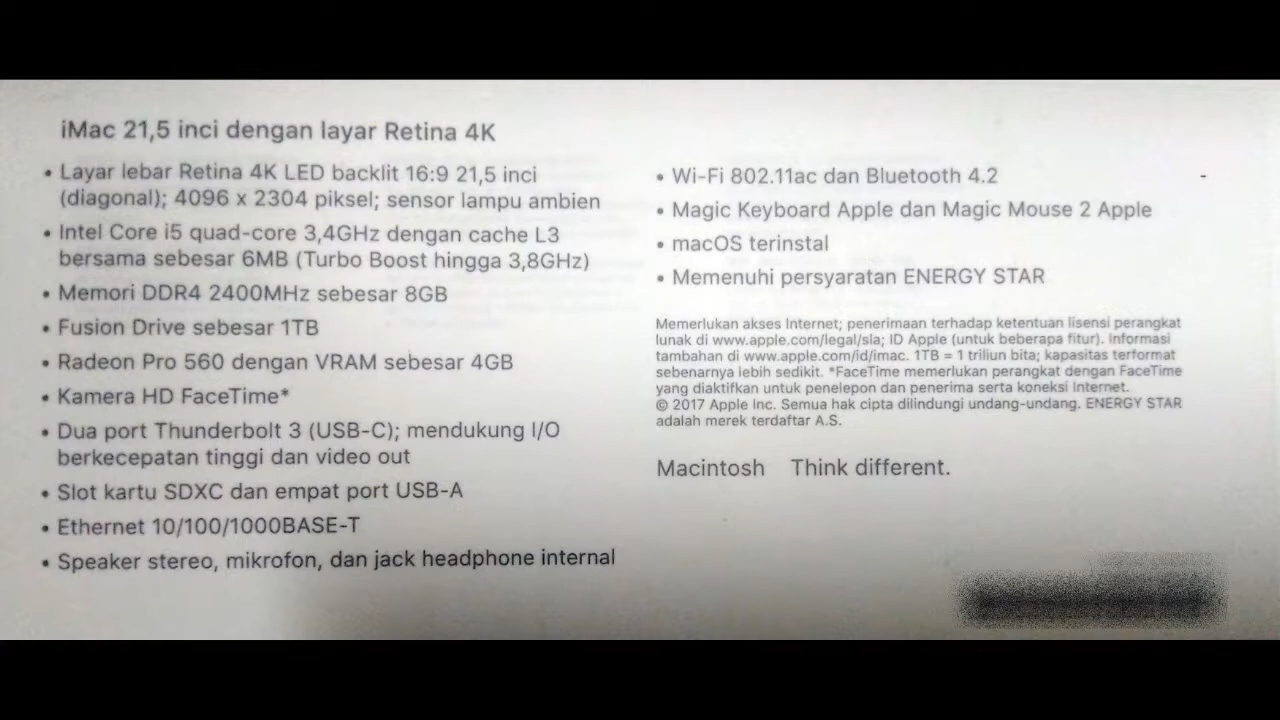 iMac 21,5 inci dengan layar Retina 4K
• Layar lebar Retina 4K LED backlit 16:9 21,5 inci
(diagonal); 4096 x 2304 piksel; sensor lampu ambien
• Intel Core i5 quad-core 3,4GHz dengan cache L3
bersama sebesar 6MB (Turbo Boost hingga 3,8GHz)
• Memori DDR4 2400MHz sebesar 8GB
• Fusion Drive sebesar 1TB
• Radeon Pro 560 dengan VRAM sebesar 4GB
• Kamera HD FaceTime*
• Dua port Thunderbolt 3 (USB-C); mendukung I/O
berkecepatan tinggi dan video out
• Slot kartu SDXC dan empat port USB-A
• Ethernet 10/100/1000BASE-T
• Speaker stereo, mikrofon, dan jack headphone internal
• Wi-Fi 802.11ac dan Bluetooth 4.2
• Magic Keyboard Apple dan Magic Mouse 2 Apple
• macOS terinstal
• Memenuhi persyaratan ENERGY STAR
Memerlukan akses Internet; penerimaan terhadap ketentuan lisensi perangkat
lunak di www.apple.com/legal/sla; ID Apple (untuk beberapa fitur). Informasi
tambahan di www.apple.com/id/imac. 1TB = 1 triliun bita; kapasitas terformat
sebenarnya lebih sedikit. *FaceTime memerlukan perangkat dengan FaceTime
yang diaktifkan untuk penelepon dan penerima serta koneksi Internet.
© 2017 Apple Inc. Semua hak cipta dilindungi undang-undang. ENERGY STAR
adalah merek terdaftar A.S.
Macintosh Think different.